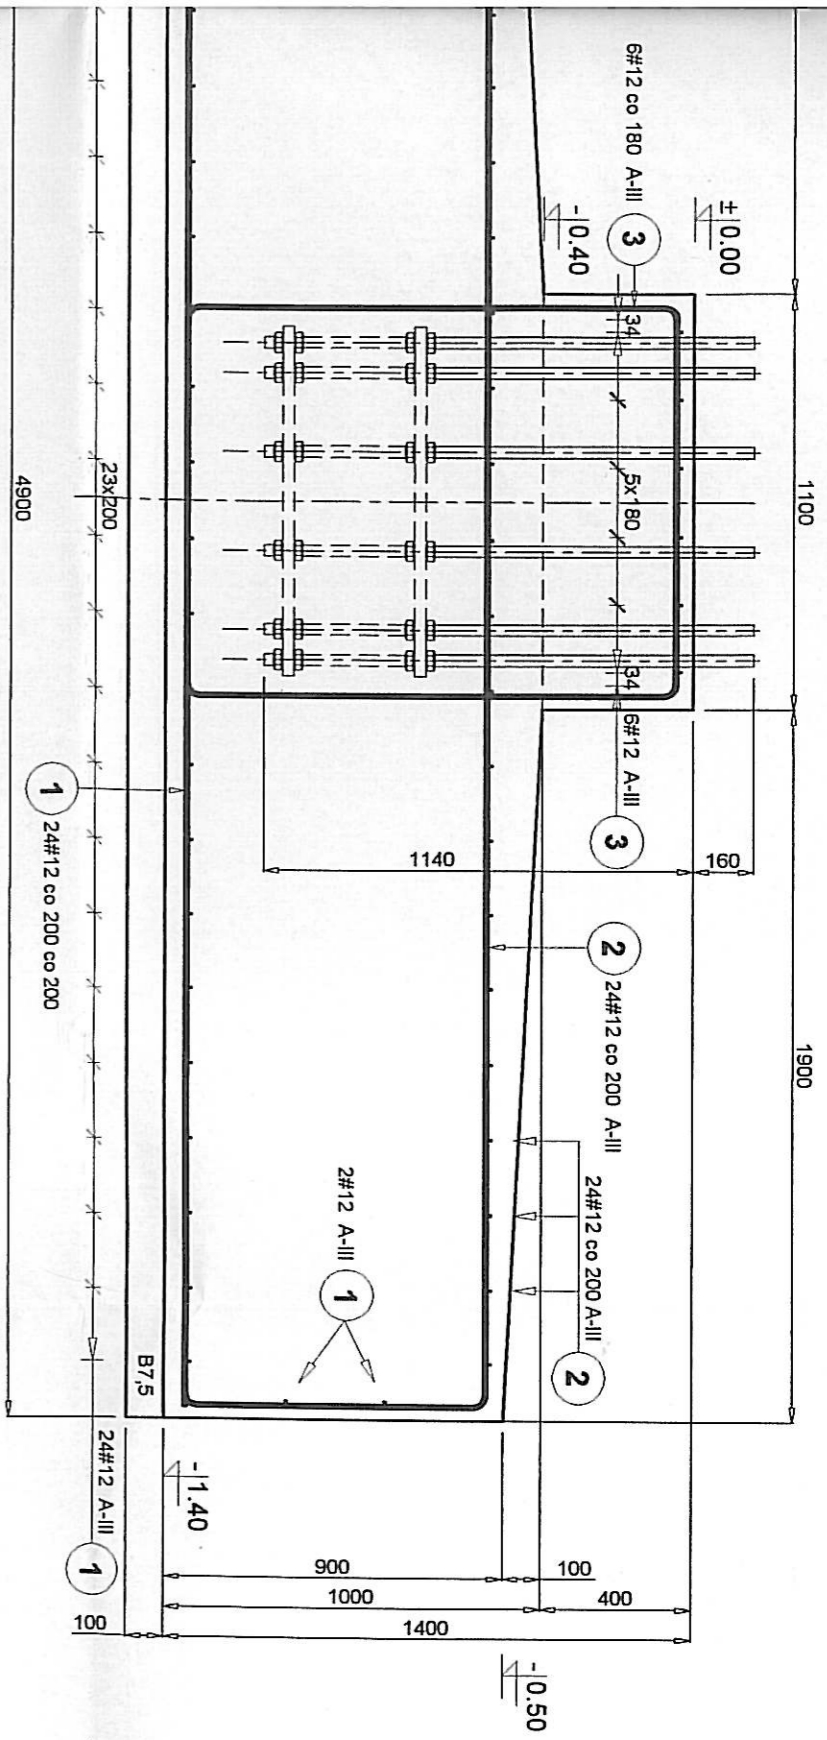 1100
1900
± 0.00
6#12 co 180 A-III
3
- 0.40
34
5x180
34
6#12 A-III
3
1140
160
2
24#12 co 200 A-III
24#12 co 200 A-III
2
2#12 A-III
1
- 0.50
100
400
900
1000
1400
- 1.40
100
B7,5
23x200
1
24#12 co 200 co 200
24#12 A-III
1
4900